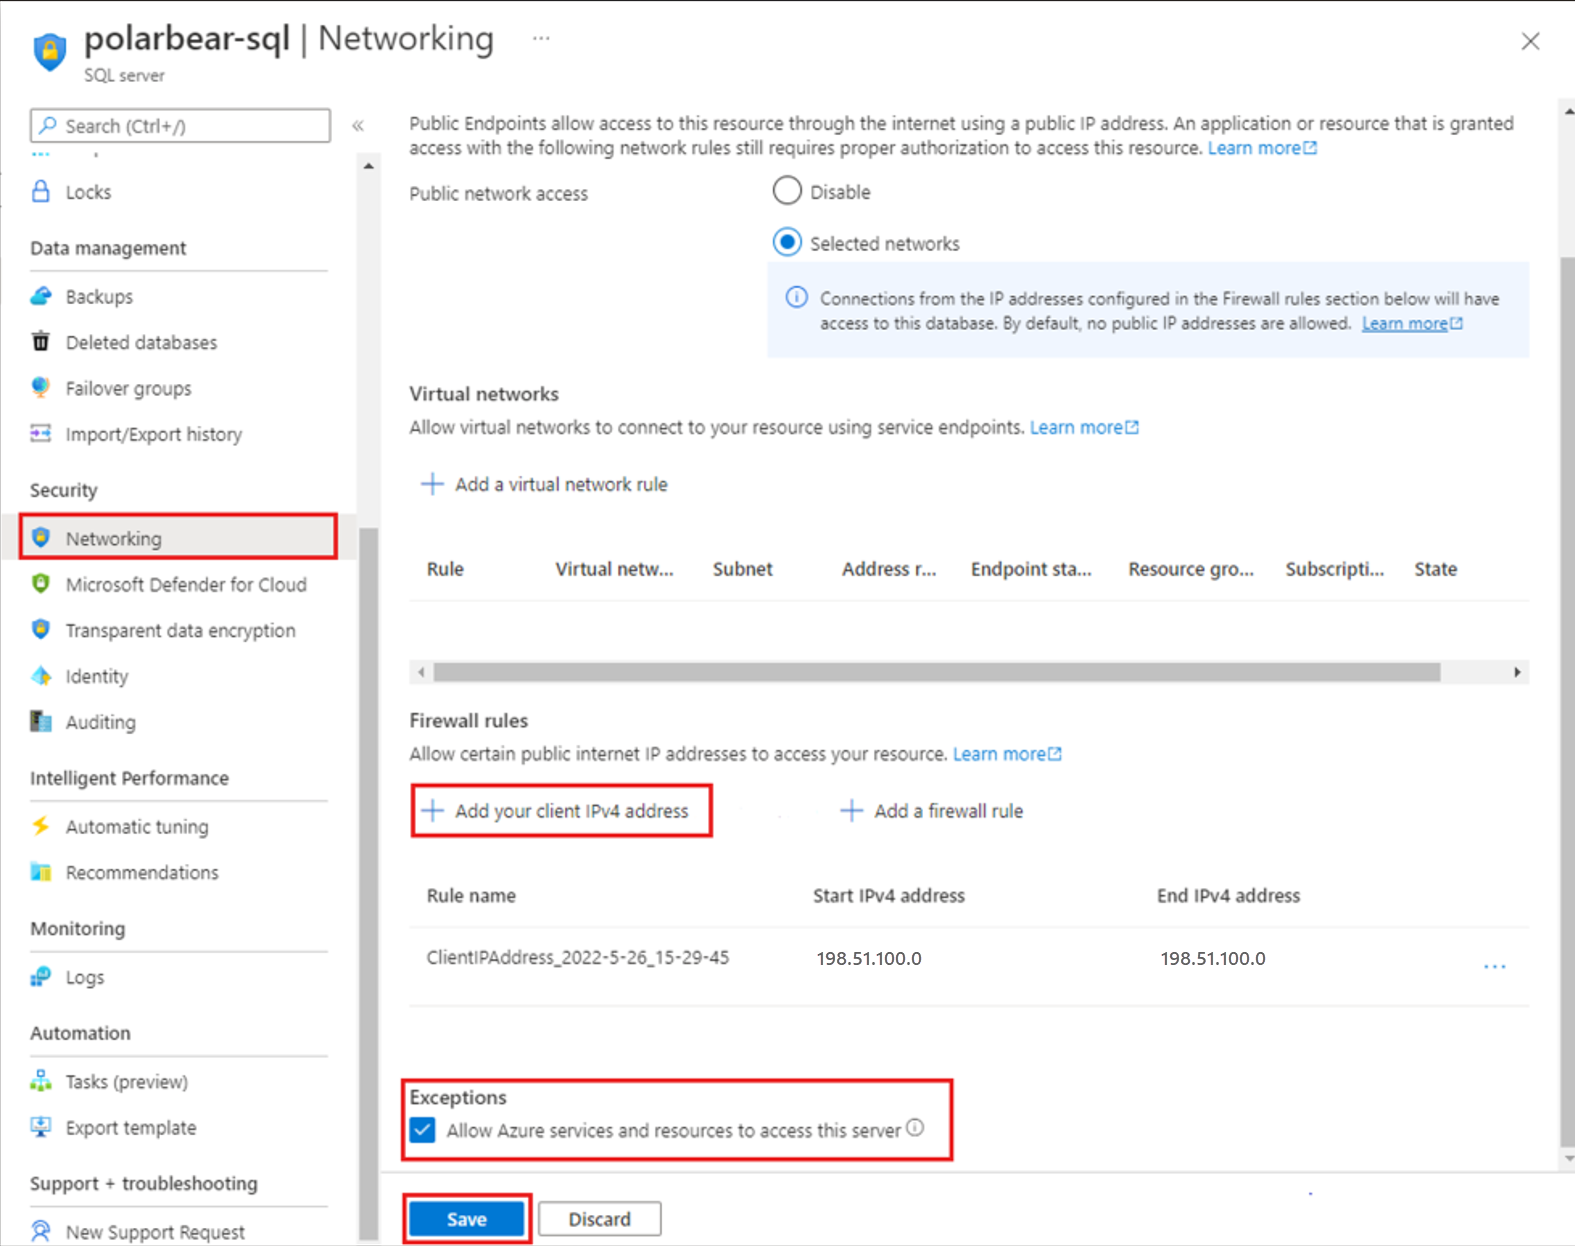 polarbear-sql | Networking ...
SQL server
Search (Ctrl+/)
«
Locks
Data management
Backups
Deleted databases
Failover groups
Import/Export history
Security
Networking
Microsoft Defender for Cloud
Transparent data encryption
Identity
Auditing
Intelligent Performance
Automatic tuning
Recommendations
Monitoring
Logs
Automation
Tasks (preview)
Export template
Support + troubleshooting
New Support Request
Public Endpoints allow access to this resource through the internet using a public IP address. An application or resource that is granted
access with the following network rules still requires proper authorization to access this resource. Learn more
Public network access
Disable
Selected networks
Connections from the IP addresses configured in the Firewall rules section below will have
access to this database. By default, no public IP addresses are allowed. Learn more
Virtual networks
Allow virtual networks to connect to your resource using service endpoints. Learn more
+ Add a virtual network rule
Rule Virtual netw... Subnet Address r... Endpoint sta... Resource gro... Subscripti... State
Firewall rules
Allow certain public internet IP addresses to access your resource. Learn more
+ Add your client IPv4 address + Add a firewall rule
Rule name Start IPv4 address End IPv4 address
ClientIPAddress_2022-5-26_15-29-45 198.51.100.0 198.51.100.0 ...
Exceptions
Allow Azure services and resources to access this server
Save Discard